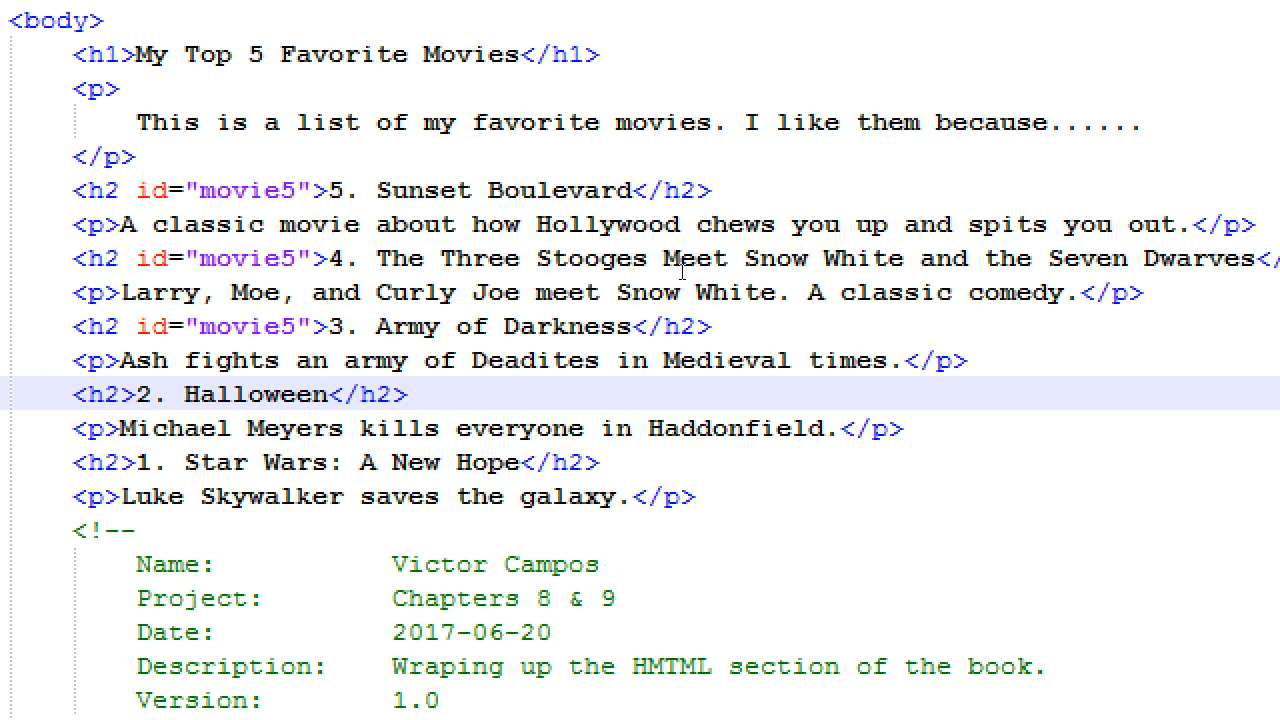 <body>
<h1>My Top 5 Favorite Movies</h1>
<p>
This is a list of my favorite movies. I like them because......
</p>
<h2 id="movie5">5. Sunset Boulevard</h2>
<p>A classic movie about how Hollywood chews you up and spits you out.</p>
<h2 id="movie5">4. The Three Stooges Meet Snow White and the Seven Dwarves</
<p>Larry, Moe, and Curly Joe meet Snow White. A classic comedy.</p>
<h2 id="movie5">3. Army of Darkness</h2>
<p>Ash fights an army of Deadites in Medieval times.</p>
<h2>2. Halloween</h2>
<p>Michael Meyers kills everyone in Haddonfield.</p>
<h2>1. Star Wars: A New Hope</h2>
<p>Luke Skywalker saves the galaxy.</p>
<!--
Name: Victor Campos
Project: Chapters 8 & 9
Date: 2017-06-20
Description: Wraping up the HMTML section of the book.
Version: 1.0